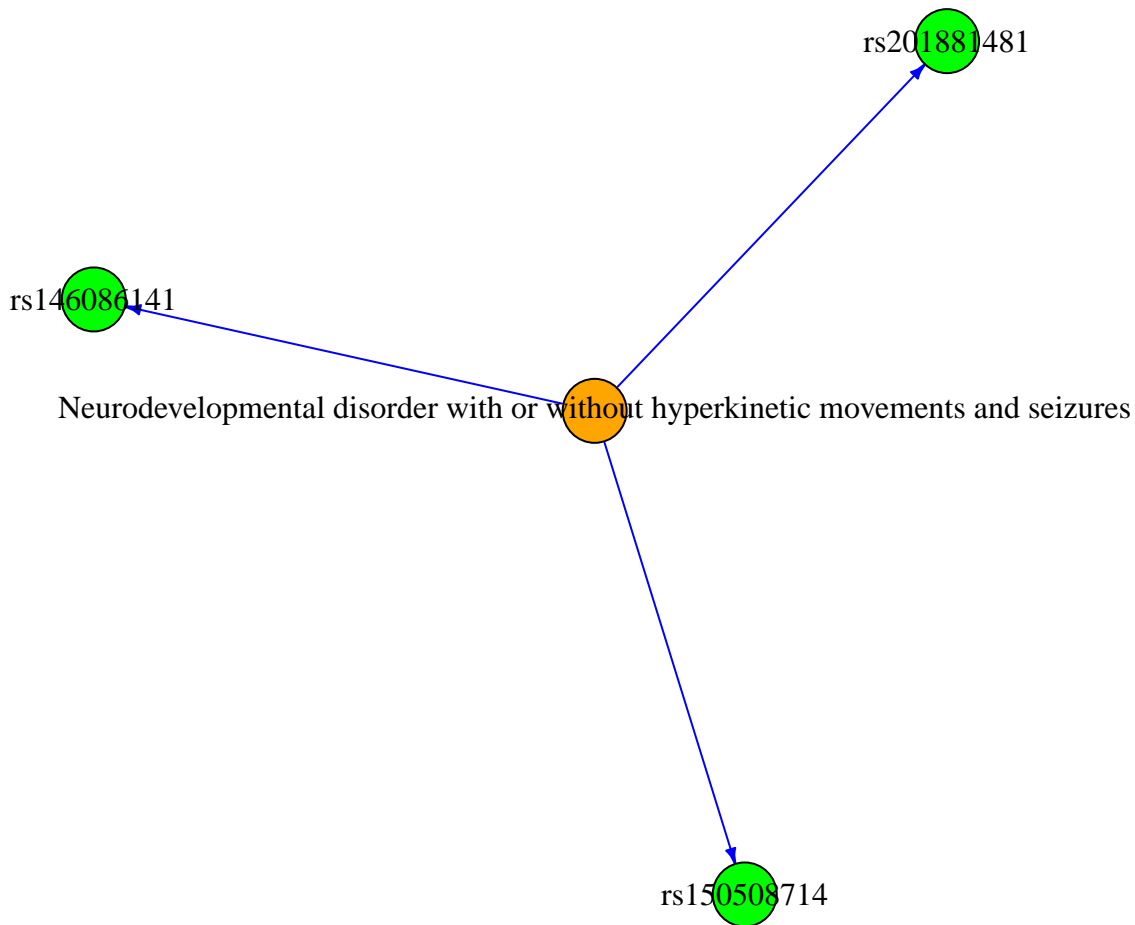 rs201881481
rs146086141
Neurodevelopmental disorder with or without hyperkinetic movements and seizures
rs150508714